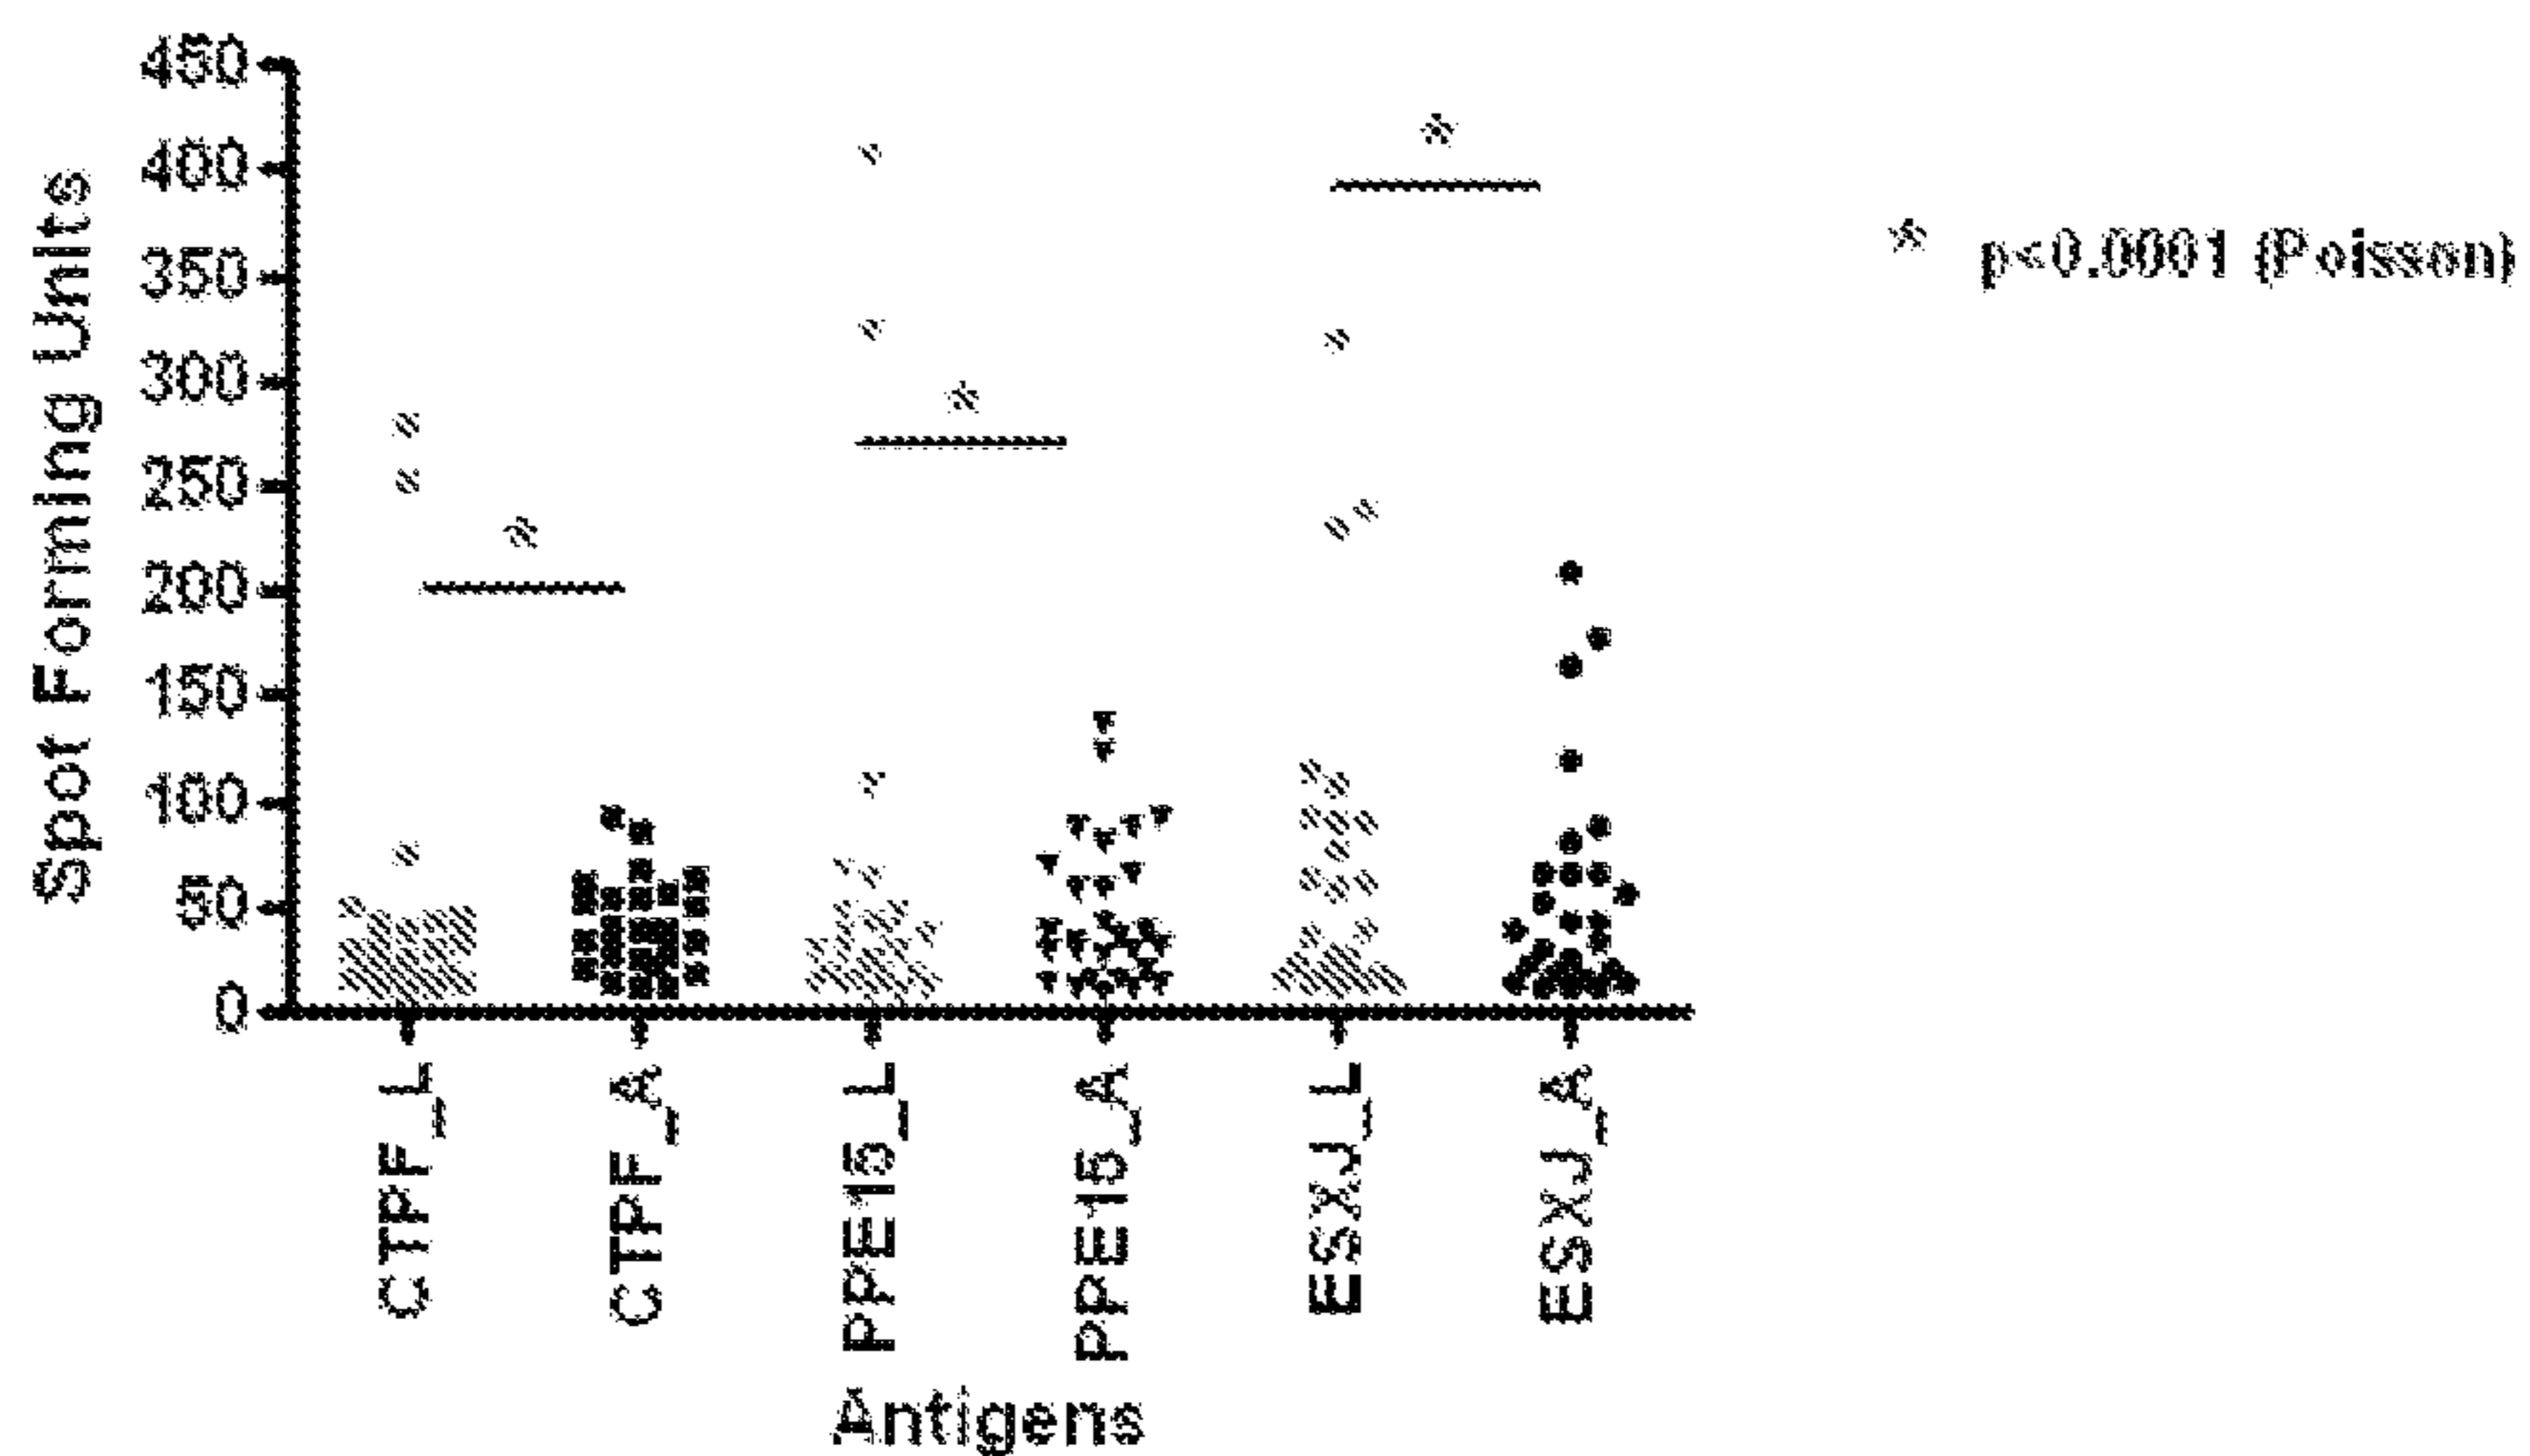 Spot Forming Units
450
400
350
300
250
200
150
100
50
0
*
*
*
* p<0.0001 (Poisson)
CTPF_L
CTPF_A
PPE15_L
PPE15_A
ESXJ_L
ESXJ_A
Antigens